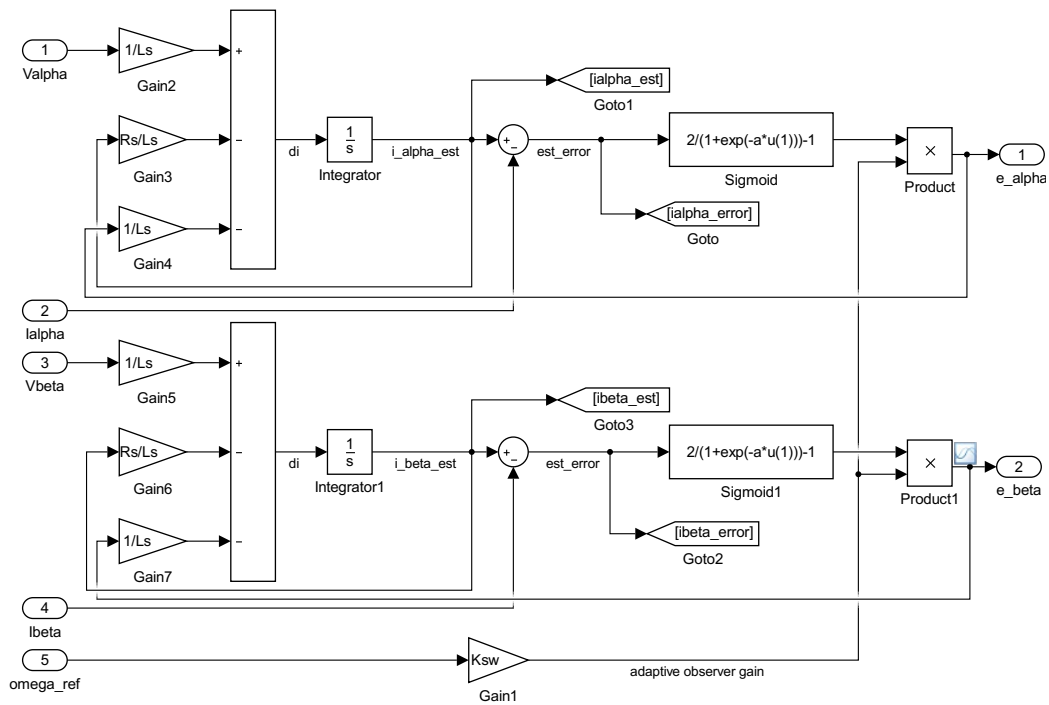 1
Valpha
1/Ls
Gain2
Rs/Ls
Gain3
1/Ls
Gain4
+
−
−
di
1
s
Integrator
i_alpha_est
[ialpha_est]
Goto1
+
−
est_error
2/(1+exp(-a*u(1)))-1
Sigmoid
[ialpha_error]
Goto
×
Product
1
e_alpha
2
Ialpha
3
Vbeta
1/Ls
Gain5
Rs/Ls
Gain6
1/Ls
Gain7
+
−
−
di
1
s
Integrator1
i_beta_est
[ibeta_est]
Goto3
+
−
est_error
2/(1+exp(-a*u(1)))-1
Sigmoid1
[ibeta_error]
Goto2
×
Product1
2
e_beta
4
Ibeta
5
omega_ref
Ksw
Gain1
adaptive observer gain